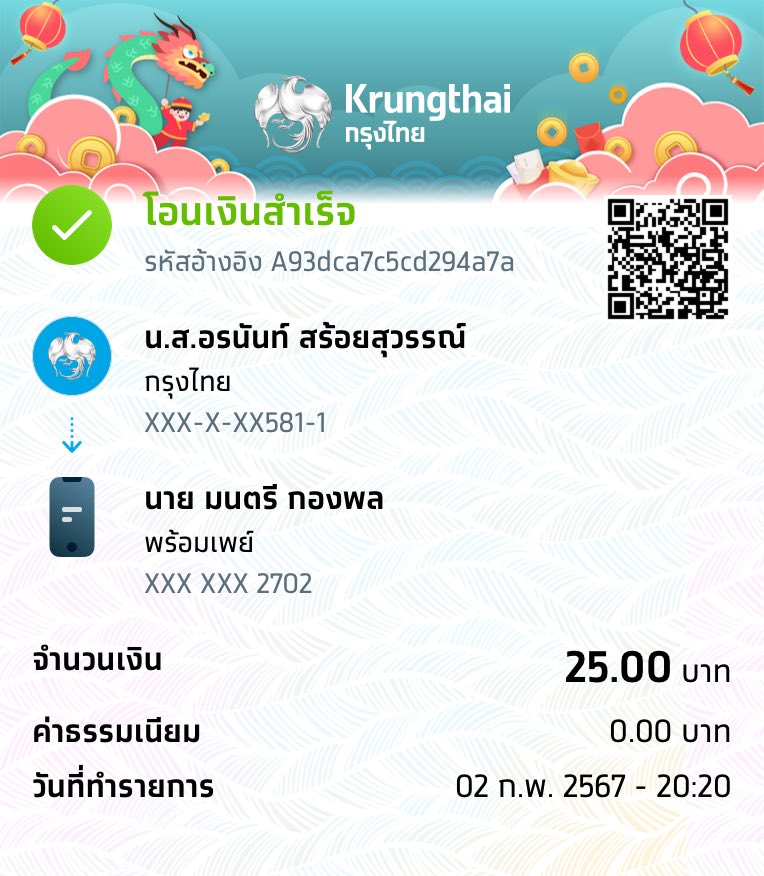 Krungthai
กรุงไทย
โอนเงินสำเร็จ
รหัสอ้างอิง A93dca7c5cd294a7a
น.ส.อรนันท์ สร้อยสุวรรณ์
กรุงไทย
XXX-X-XX581-1
นาย มนตรี กองพล
พร้อมเพย์
XXX XXX 2702
จำนวนเงิน 25.00 บาท
ค่าธรรมเนียม 0.00 บาท
วันที่ทำรายการ 02 ก.พ. 2567 - 20:20